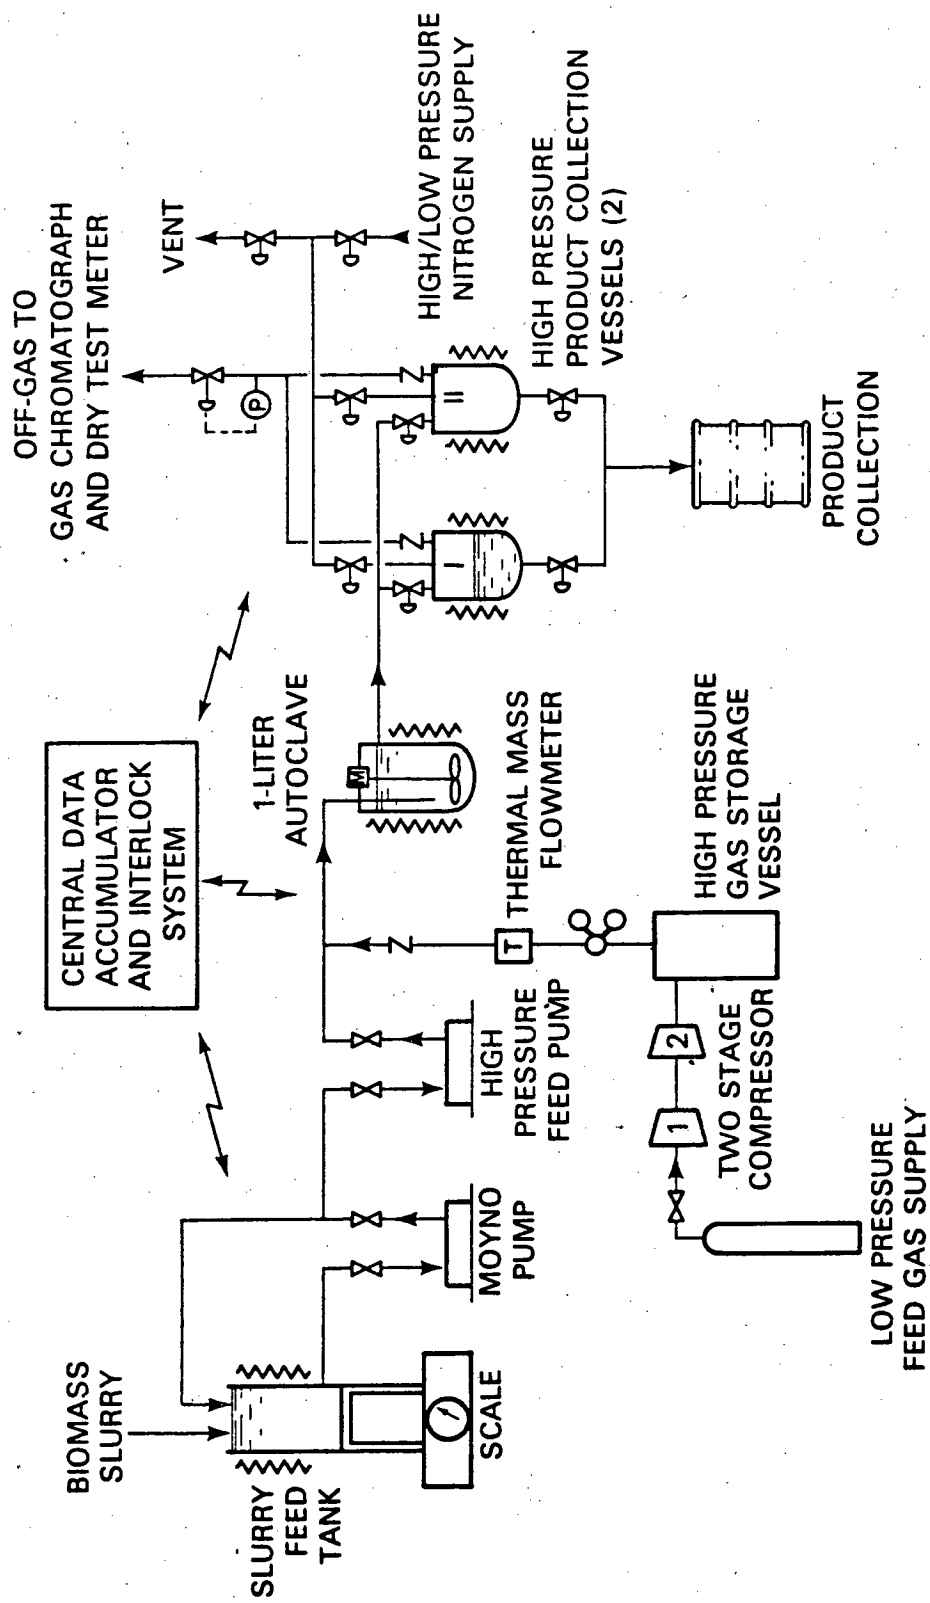 BIOMASS
SLURRY
SLURRY
FEED
TANK
SCALE
MOYNO
PUMP
CENTRAL DATA
ACCUMULATOR
AND INTERLOCK
SYSTEM
HIGH
PRESSURE
FEED PUMP
LOW PRESSURE
FEED GAS SUPPLY
1
2
TWO STAGE
COMPRESSOR
HIGH PRESSURE
GAS STORAGE
VESSEL
T
THERMAL MASS
FLOWMETER
1-LITER
AUTOCLAVE
M
OFF-GAS TO
GAS CHROMATOGRAPH
AND DRY TEST METER
P
VENT
HIGH/LOW PRESSURE
NITROGEN SUPPLY
I
II
HIGH PRESSURE
PRODUCT COLLECTION
VESSELS (2)
PRODUCT
COLLECTION